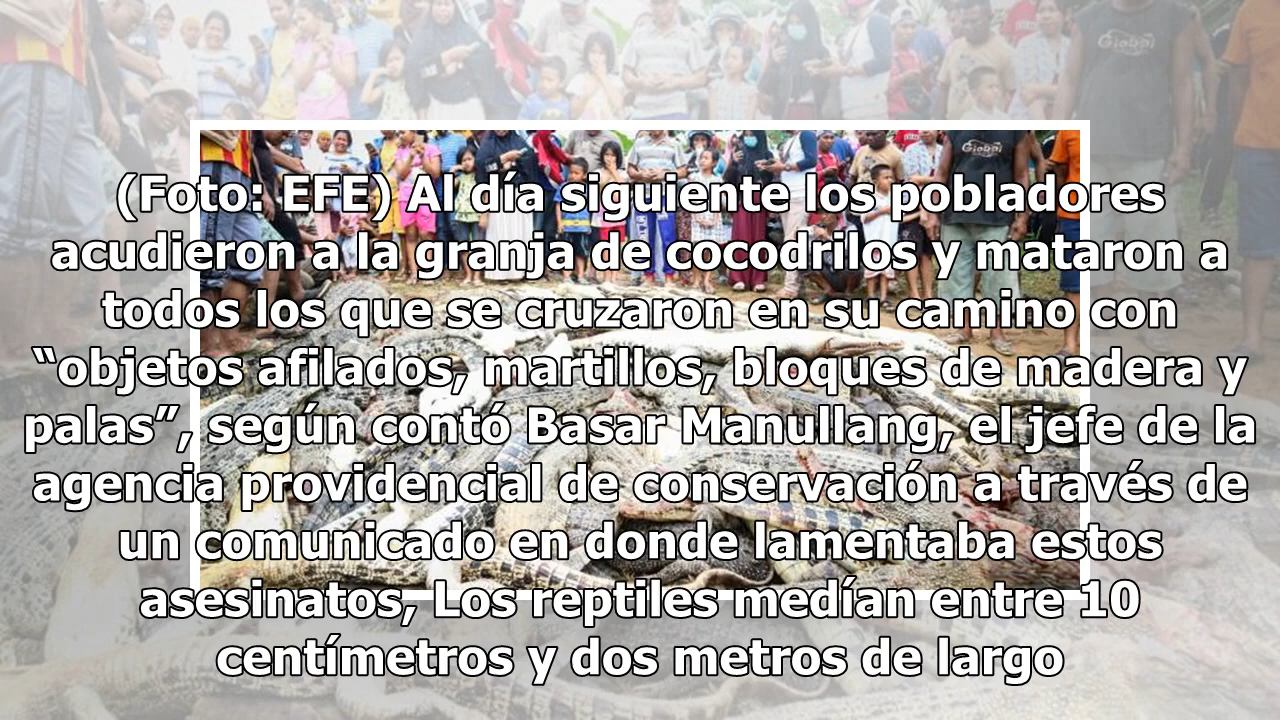 (Foto: EFE) Al día siguiente los pobladores
acudieron a la granja de cocodrilos y mataron a
todos los que se cruzaron en su camino con
“objetos afilados, martillos, bloques de madera y
palas”, según contó Basar Manullang, el jefe de la
agencia providencial de conservación a través de
un comunicado en donde lamentaba estos
asesinatos, Los reptiles medían entre 10
centímetros y dos metros de largo
Global
Global